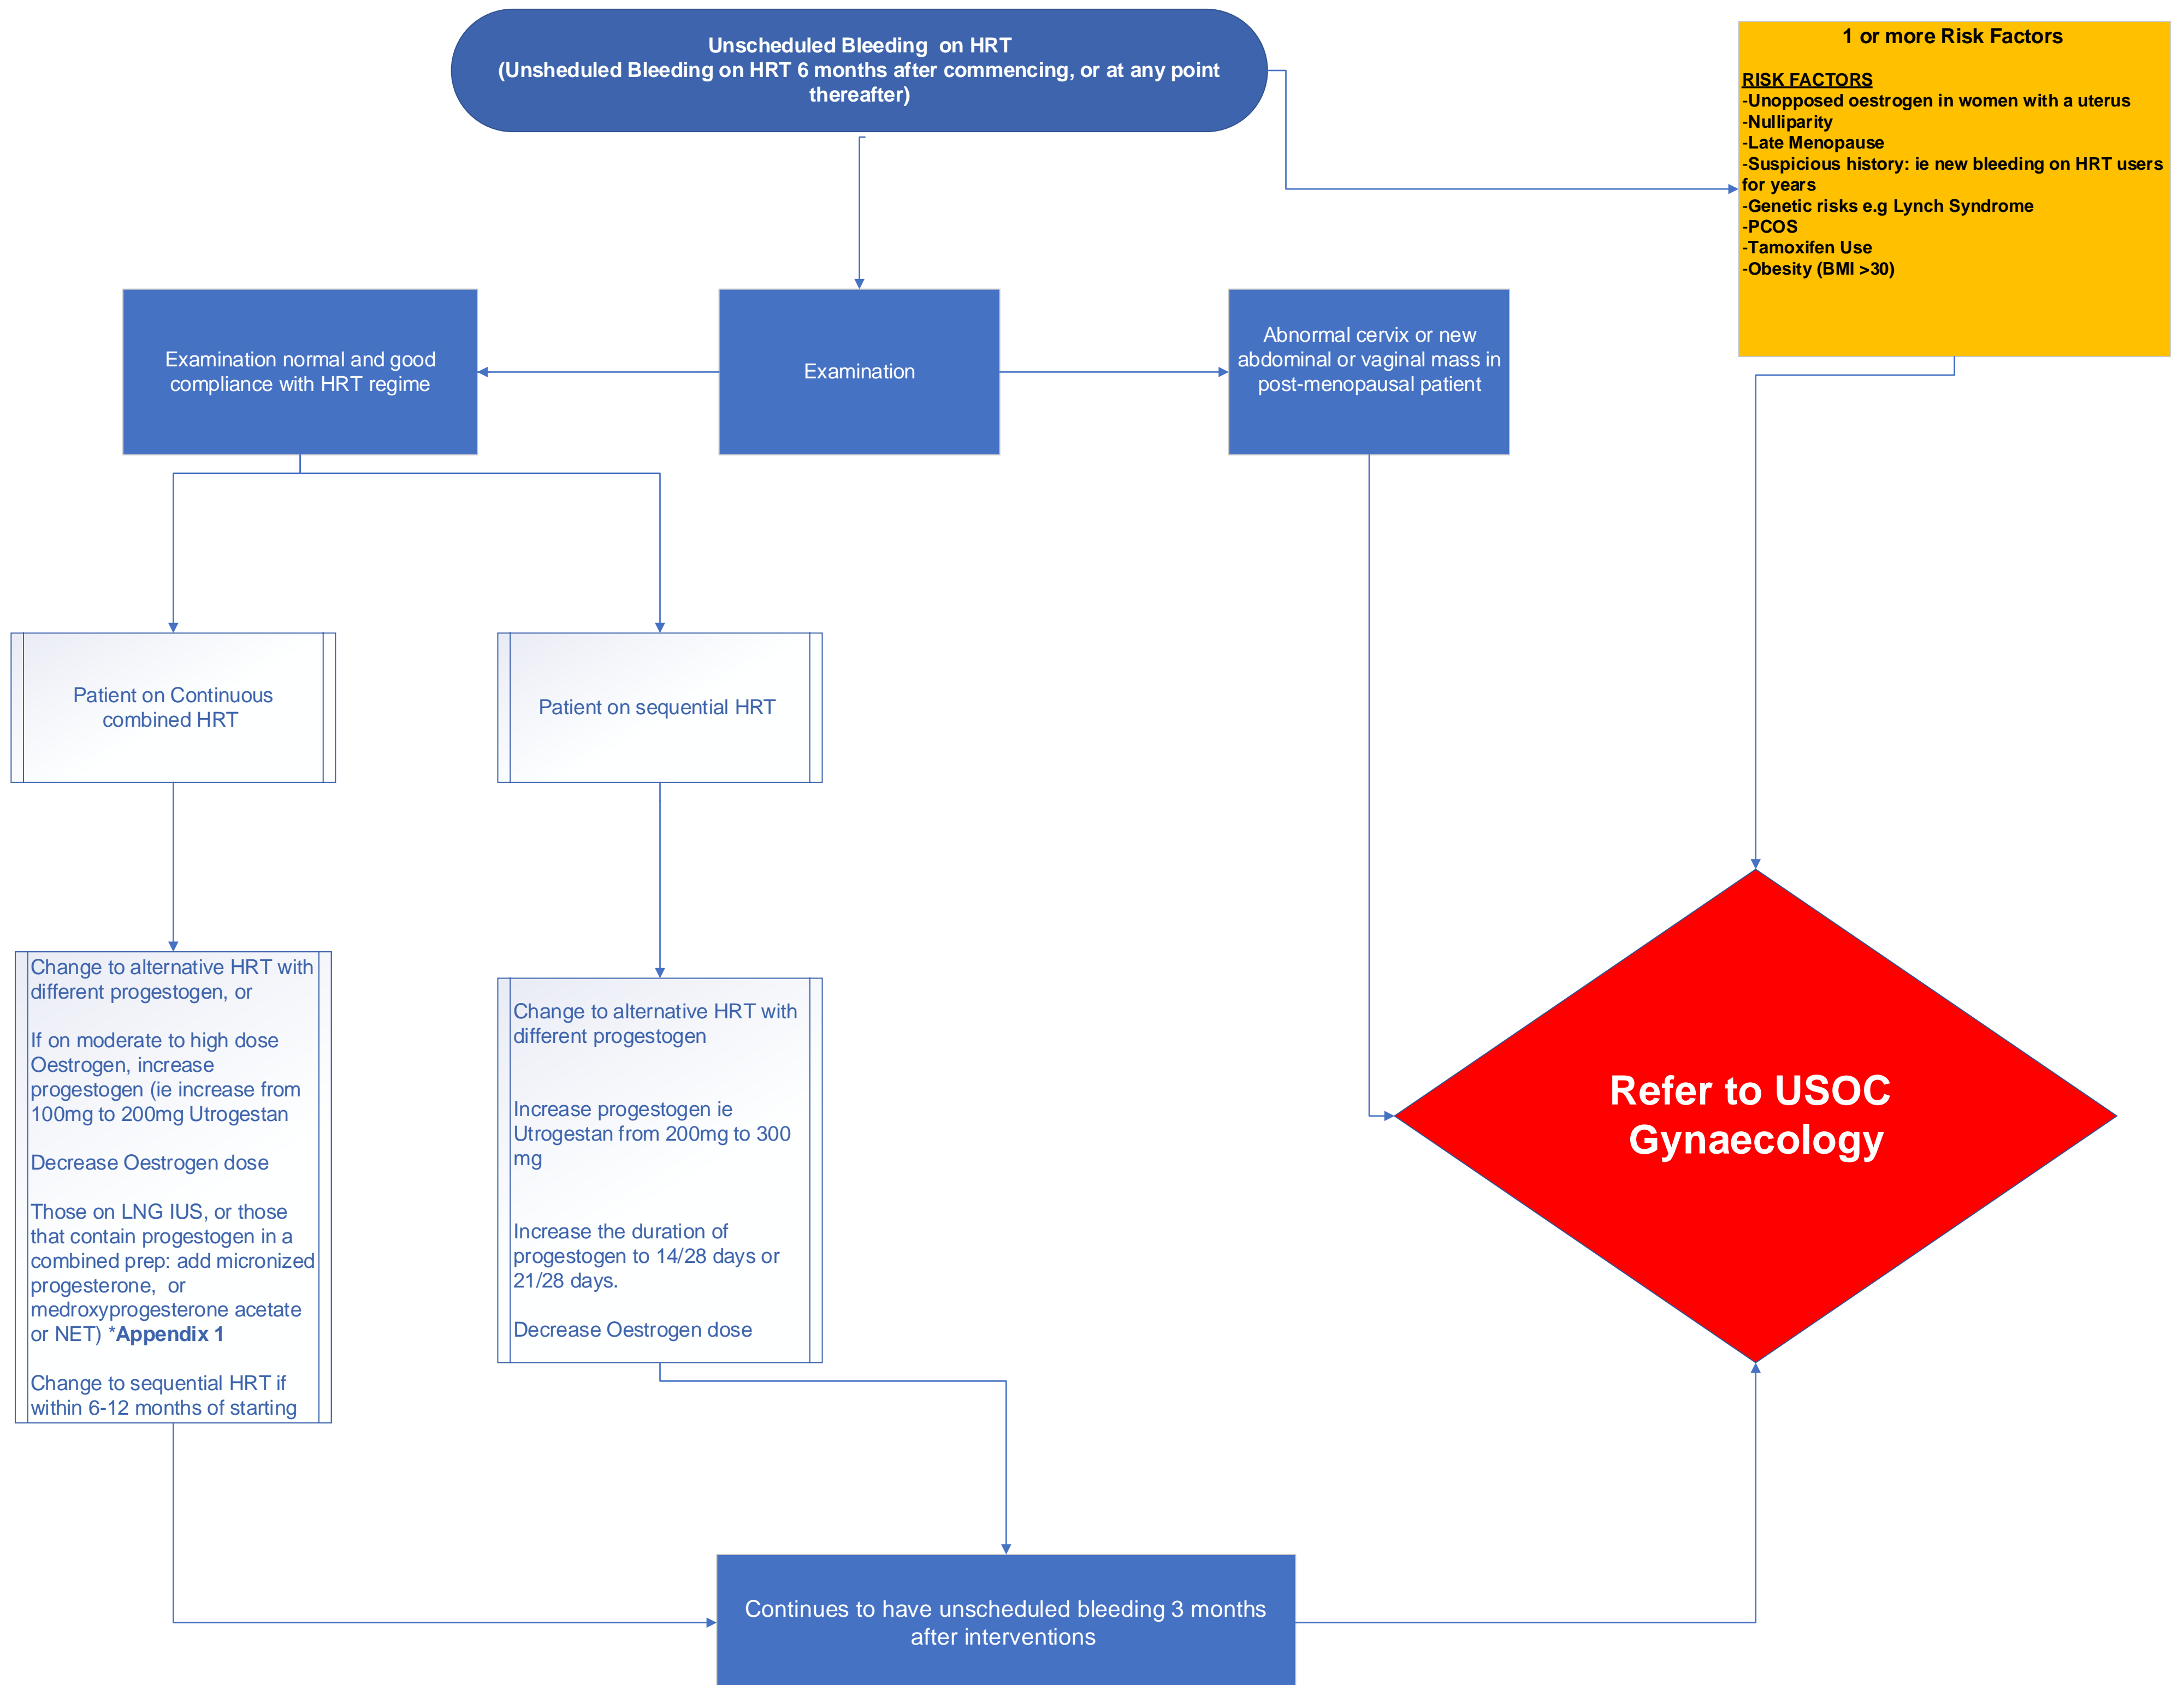 Unscheduled Bleeding  on HRT
(Unsheduled Bleeding on HRT 6 months after commencing, or at any point
thereafter)
1 or more Risk Factors
RISK FACTORS
-Unopposed oestrogen in women with a uterus
-Nulliparity
-Late Menopause
-Suspicious history: ie new bleeding on HRT users
for years
-Genetic risks e.g Lynch Syndrome
-PCOS
-Tamoxifen Use
-Obesity (BMI >30)
Examination normal and good
compliance with HRT regime
Examination
Abnormal cervix or new
abdominal or vaginal mass in
post-menopausal patient
Patient on Continuous
combined HRT
Patient on sequential HRT
Change to alternative HRT with
different progestogen, or
If on moderate to high dose
Oestrogen, increase
progestogen (ie increase from
100mg to 200mg Utrogestan
Decrease Oestrogen dose
Those on LNG IUS, or those
that contain progestogen in a
combined prep: add micronized
progesterone,  or
medroxyprogesterone acetate
or NET) *Appendix 1
Change to sequential HRT if
within 6-12 months of starting
Change to alternative HRT with
different progestogen
Increase progestogen ie
Utrogestan from 200mg to 300
mg
Increase the duration of
progestogen to 14/28 days or
21/28 days.
Decrease Oestrogen dose
Refer to USOC
Gynaecology
Continues to have unscheduled bleeding 3 months
after interventions